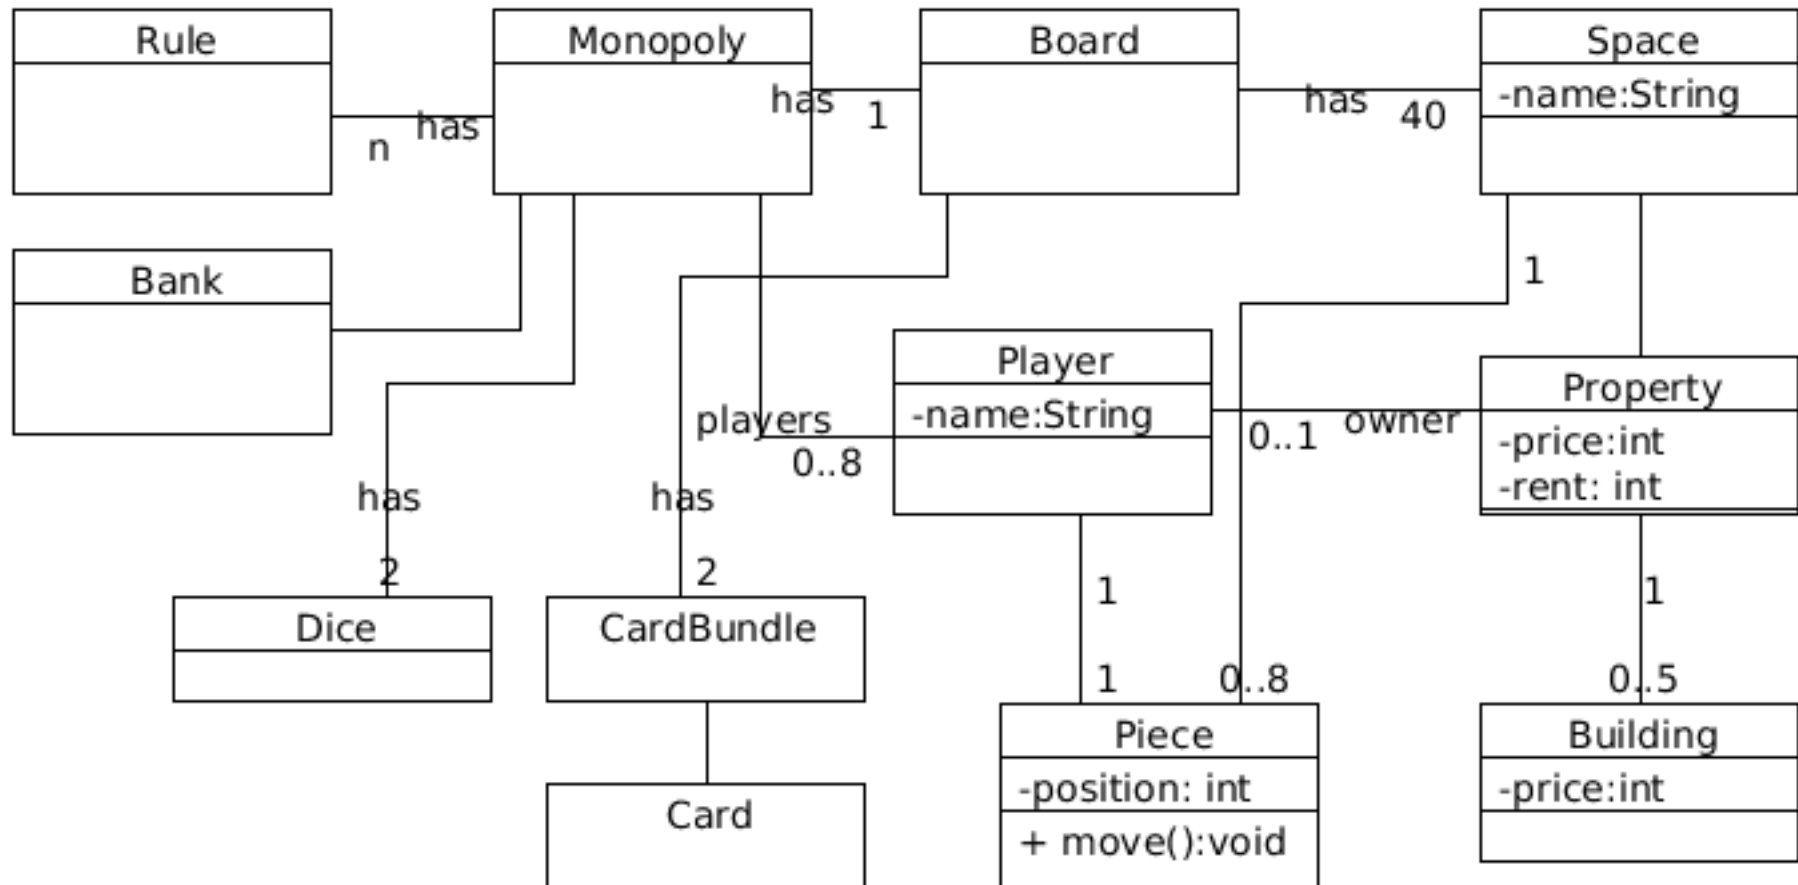 Rule
Monopoly
Board
Space
-name:String
has
1
has
40
n
has
Bank
1
Player
-name:String
Property
-price:int
-rent: int
players
0..8
0..1
owner
has
has
2
2
1
1
Dice
CardBundle
1
0..8
0..5
Piece
-position: int
+ move():void
Building
-price:int
Card